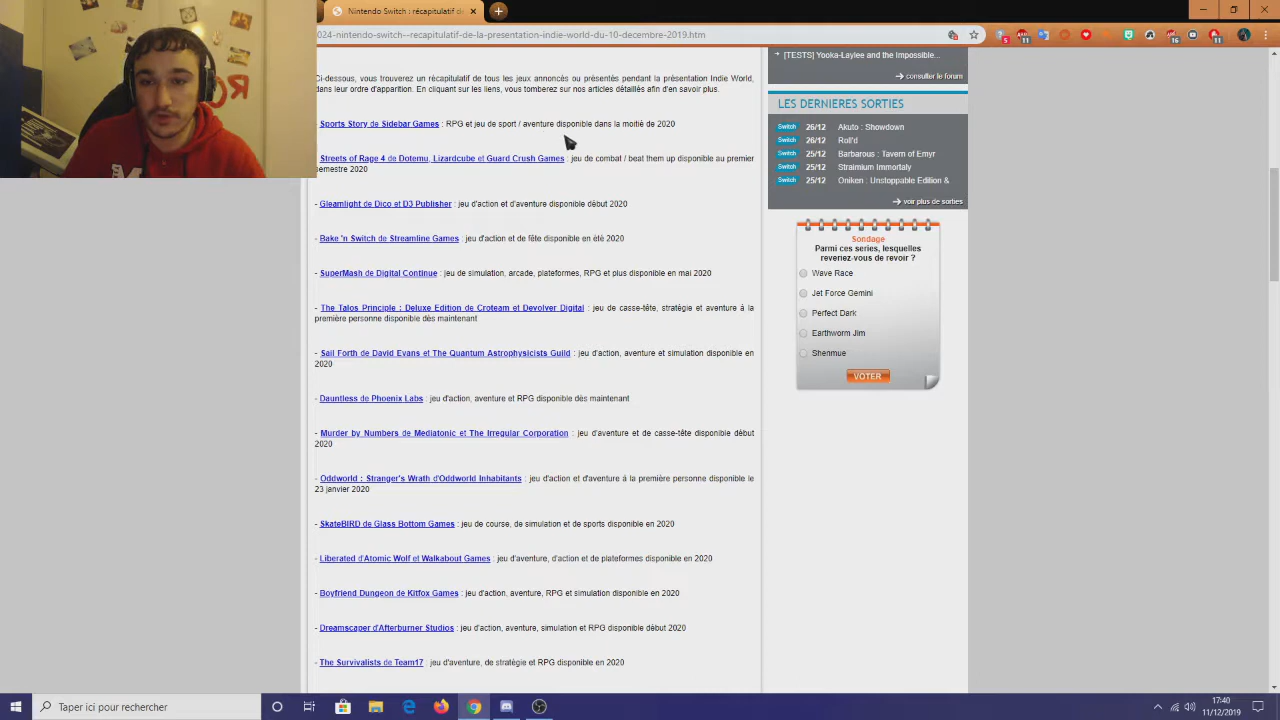 024-nintendo-switch--recapitulatif-de-la-presentation-indie-world-du-10-decembre-2019.htm
Ci-dessous, vous trouverez un récapitulatif de tous les jeux annoncés ou présentés pendant la présentation Indie World,
dans leur ordre d'apparition. En cliquant sur les liens, vous tomberez sur nos articles détaillés afin d'en savoir plus.
Sports Story de Sidebar Games : RPG et jeu de sport / aventure disponible dans la moitié de 2020
Streets of Rage 4 de Dotemu, Lizardcube et Guard Crush Games : jeu de combat / beat them up disponible au premier
semestre 2020
- Gleamlight de Dico et D3 Publisher : jeu d'action et d'aventure disponible début 2020
- Bake 'n Switch de Streamline Games : jeu d'action et de fête disponible en été 2020
- SuperMash de Digital Continue : jeu de simulation, arcade, plateformes, RPG et plus disponible en mai 2020
- The Talos Principle : Deluxe Edition de Croteam et Devolver Digital : jeu de casse-tête, stratégie et aventure à la
première personne disponible dès maintenant
- Sail Forth de David Evans et The Quantum Astrophysicists Guild : jeu d'action, aventure et simulation disponible en
2020
- Dauntless de Phoenix Labs : jeu d'action, aventure et RPG disponible dès maintenant
- Murder by Numbers de Mediatonic et The Irregular Corporation : jeu d'aventure et de casse-tête disponible début
2020
- Oddworld : Stranger's Wrath d'Oddworld Inhabitants : jeu d'action et d'aventure à la première personne disponible le
23 janvier 2020
- SkateBIRD de Glass Bottom Games : jeu de course, de simulation et de sports disponible en 2020
- Liberated d'Atomic Wolf et Walkabout Games : jeu d'aventure, d'action et de plateformes disponible en 2020
- Boyfriend Dungeon de Kitfox Games : jeu d'action, aventure, RPG et simulation disponible en 2020
- Dreamscaper d'Afterburner Studios : jeu d'action, aventure, simulation et RPG disponible début 2020
- The Survivalists de Team17 : jeu d'aventure, de stratégie et RPG disponible en 2020
[TESTS] Yooka-Laylee and the Impossible...
consulter le forum
LES DERNIERES SORTIES
Switch 26/12 Akuto : Showdown
Switch 26/12 Roll'd
Switch 25/12 Barbarous : Tavern of Emyr
Switch 25/12 Straimium Immortaly
Switch 25/12 Oniken : Unstoppable Edition &
voir plus de sorties
Sondage
Parmi ces series, lesquelles
reveriez-vous de revoir ?
Wave Race
Jet Force Gemini
Perfect Dark
Earthworm Jim
Shenmue
VOTER
Taper ici pour rechercher
17:40
11/12/2019